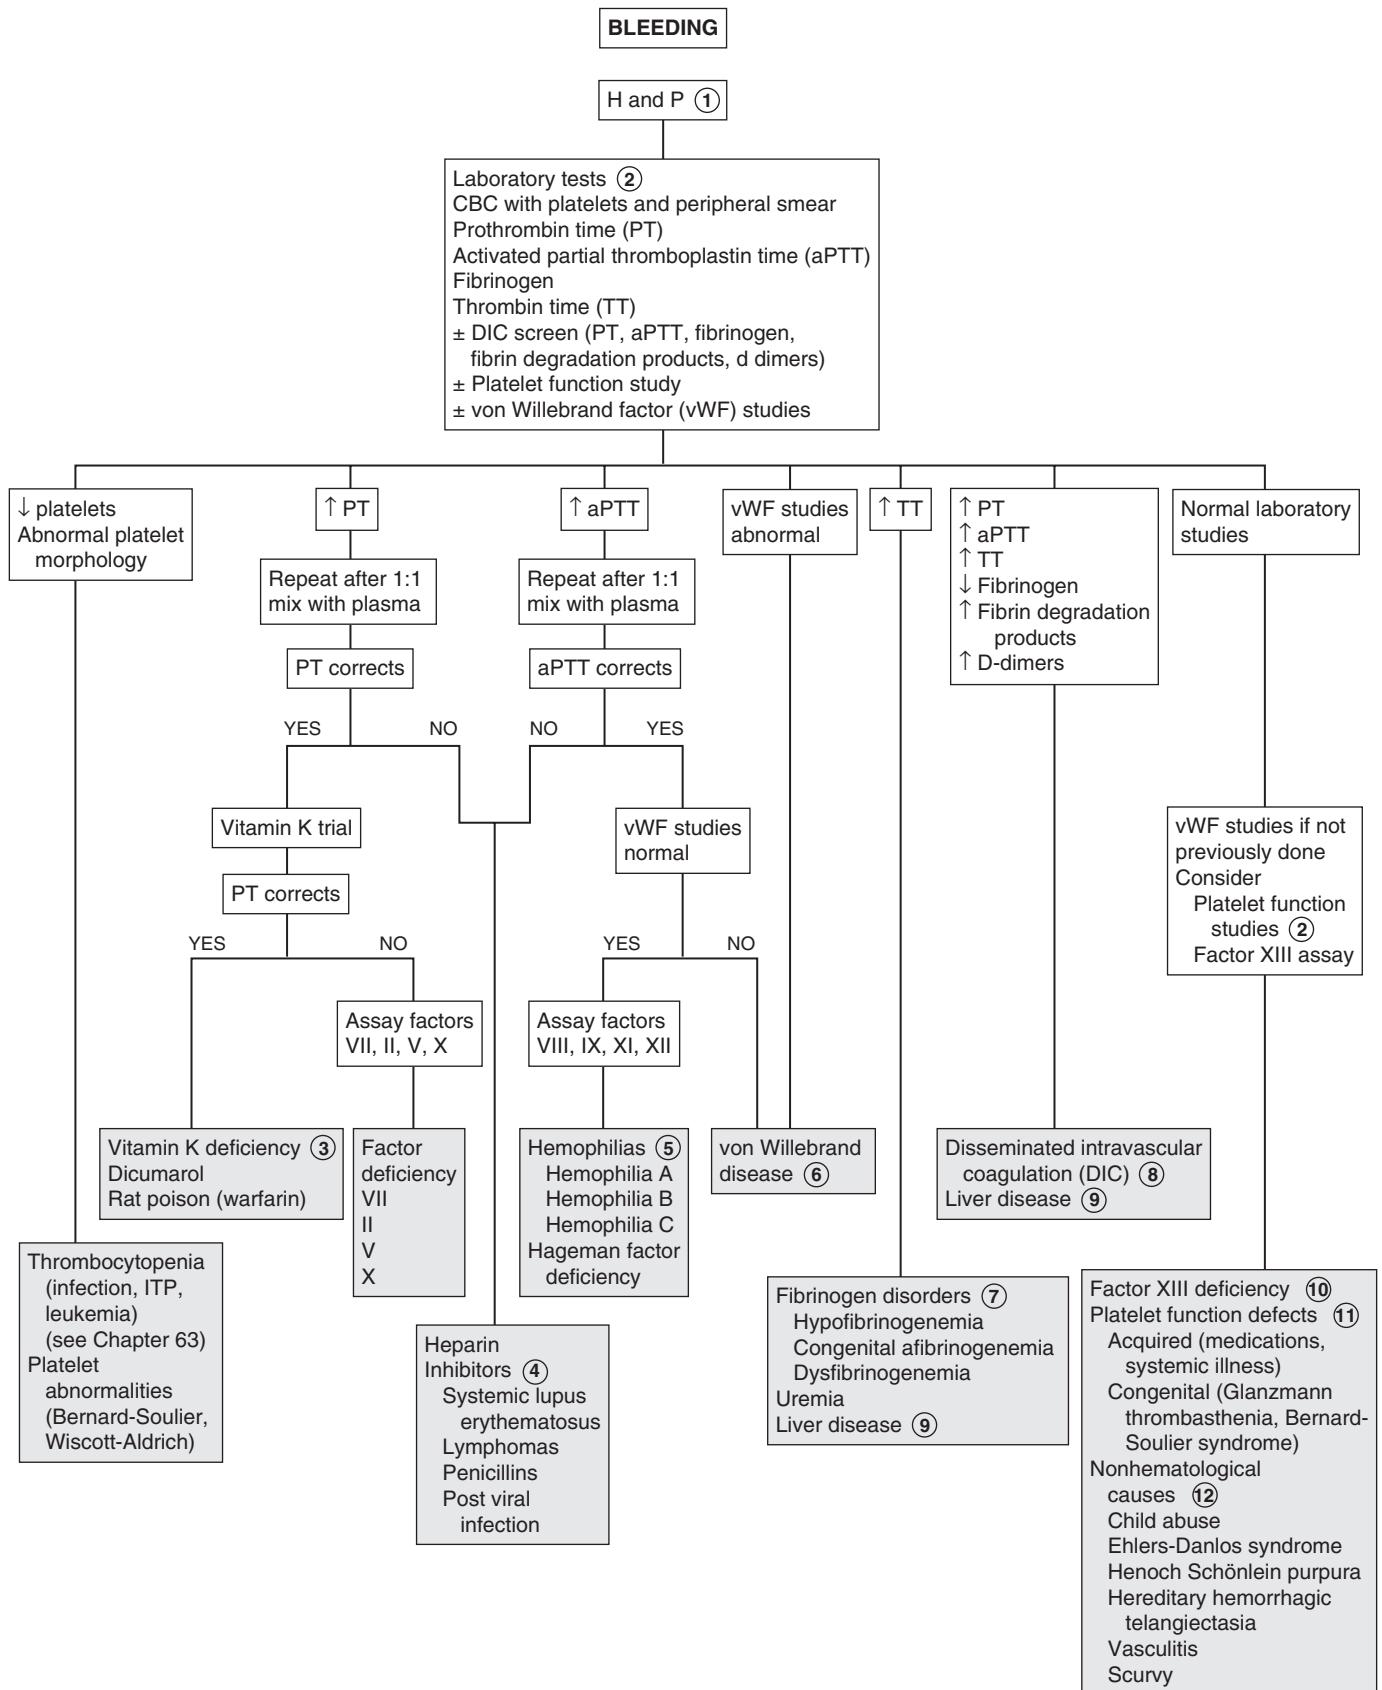 BLEEDING
H and P 1
Laboratory tests 2
CBC with platelets and peripheral smear
Prothrombin time (PT)
Activated partial thromboplastin time (aPTT)
Fibrinogen
Thrombin time (TT)
± DIC screen (PT, aPTT, fibrinogen,
fibrin degradation products, d dimers)
± Platelet function study
± von Willebrand factor (vWF) studies
↓ platelets
Abnormal platelet
morphology
↑ PT
↑ aPTT
vWF studies
abnormal
↑ TT
↑ PT
↑ aPTT
↑ TT
↓ Fibrinogen
↑ Fibrin degradation
products
↑ D-dimers
Normal laboratory
studies
Repeat after 1:1
mix with plasma
Repeat after 1:1
mix with plasma
PT corrects
aPTT corrects
YES
NO
NO
YES
Vitamin K trial
vWF studies
normal
vWF studies if not
previously done
Consider
Platelet function
studies 2
Factor XIII assay
PT corrects
YES
NO
YES
NO
Assay factors
VII, II, V, X
Assay factors
VIII, IX, XI, XII
Vitamin K deficiency 3
Dicumarol
Rat poison (warfarin)
Factor
deficiency
VII
II
V
X
Hemophilias 5
Hemophilia A
Hemophilia B
Hemophilia C
Hageman factor
deficiency
von Willebrand
disease 6
Disseminated intravascular
coagulation (DIC) 8
Liver disease 9
Thrombocytopenia
(infection, ITP,
leukemia)
(see Chapter 63)
Platelet
abnormalities
(Bernard-Soulier,
Wiscott-Aldrich)
Heparin
Inhibitors 4
Systemic lupus
erythematosus
Lymphomas
Penicillins
Post viral
infection
Fibrinogen disorders 7
Hypofibrinogenemia
Congenital afibrinogenemia
Dysfibrinogenemia
Uremia
Liver disease 9
Factor XIII deficiency 10
Platelet function defects 11
Acquired (medications,
systemic illness)
Congenital (Glanzmann
thrombasthenia, Bernard-
Soulier syndrome)
Nonhematological
causes 12
Child abuse
Ehlers-Danlos syndrome
Henoch Schönlein purpura
Hereditary hemorrhagic
telangiectasia
Vasculitis
Scurvy